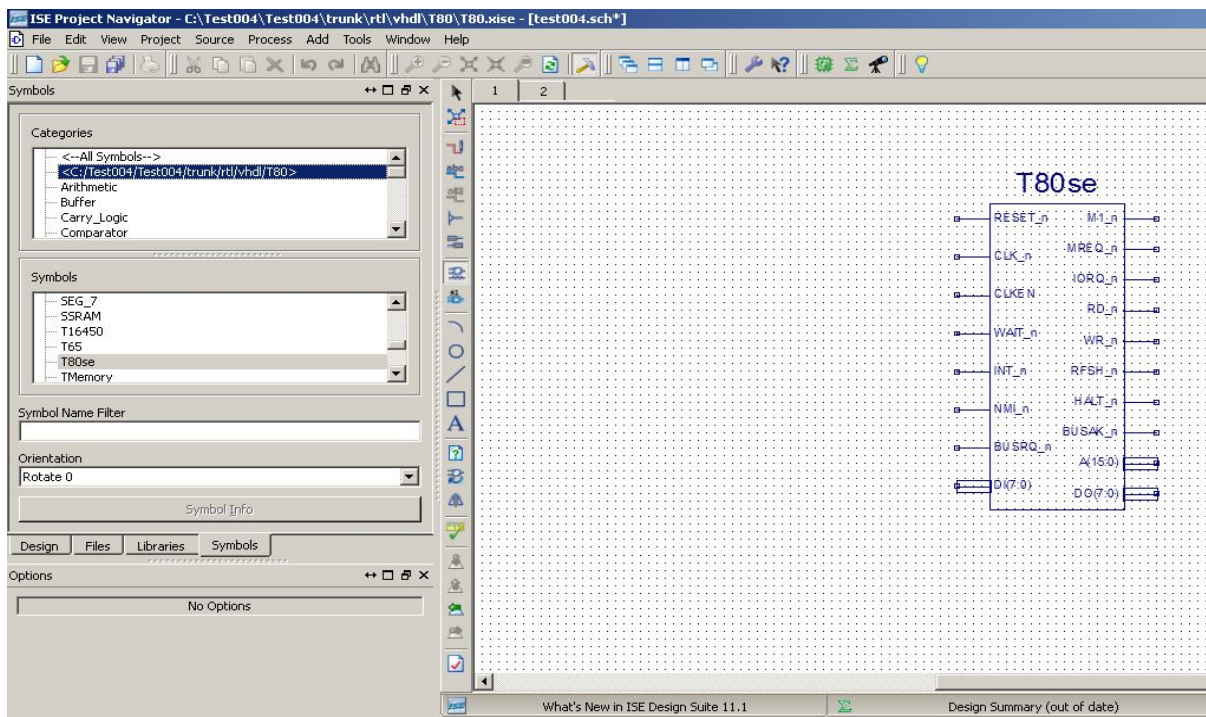 ISE Project Navigator - C:\Test004\Test004\trunk\rtl\vhdl\T80\T80.xise - [test004.sch*]
File Edit View Project Source Process Add Tools Window Help
Symbols
Categories
<--All Symbols-->
<C:/Test004/Test004/trunk/rtl/vhdl/T80>
Arithmetic
Buffer
Carry_Logic
Comparator
Symbols
SEG_7
SSRAM
T16450
T65
T80se
TMemory
Symbol Name Filter
Orientation
Rotate 0
Symbol Info
Design Files Libraries Symbols
Options
No Options
abc
A
1 2
T80se
RESET_n M1_n
CLK_n MREQ_n
IORQ_n
CLKEN
RD_n
WAIT_n WR_n
INT_n RFSH_n
NMI_n HALT_n
BUSAK_n
BUSRQ_n
A(15:0)
DI(7:0) DO(7:0)
ISE What's New in ISE Design Suite 11.1 Σ Design Summary (out of date)